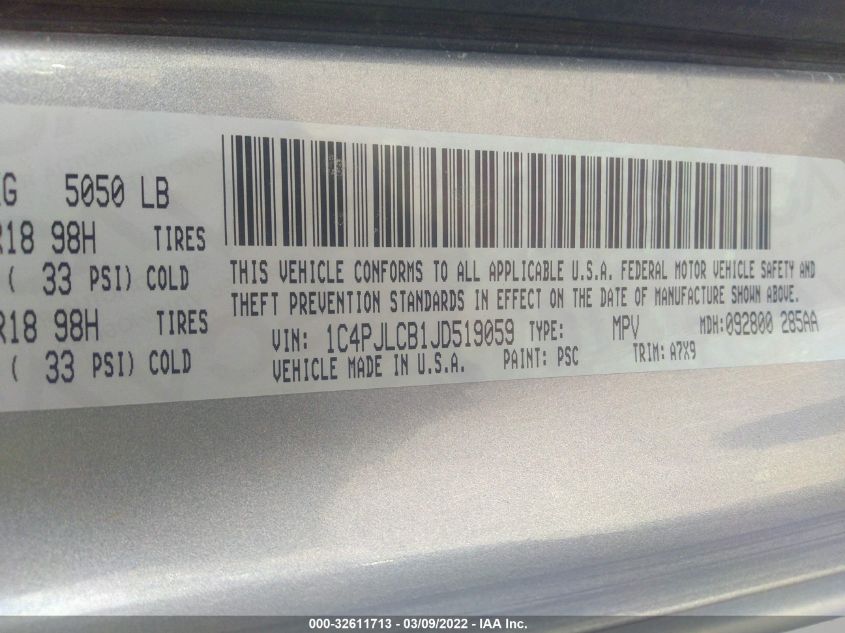 KG 5050 LB
R18 98H TIRES
( 33 PSI) COLD
R18 98H
( 33 PSI) COLD
THIS VEHICLE CONFORMS TO ALL APPLICABLE U.S.A. FEDERAL MOTOR VEHICLE SAFETY AND
THEFT PREVENTION STANDARDS IN EFFECT ON THE DATE OF MANUFACTURE SHOWN ABOVE.
VIN: 1C4PJLCB1JD519059 TYPE: MPV MDH:092800 285AA
VEHICLE MADE IN U.S.A. PAINT: PSC TRIM: A7X9
000-32611713 - 03/09/2022 - IAA Inc.